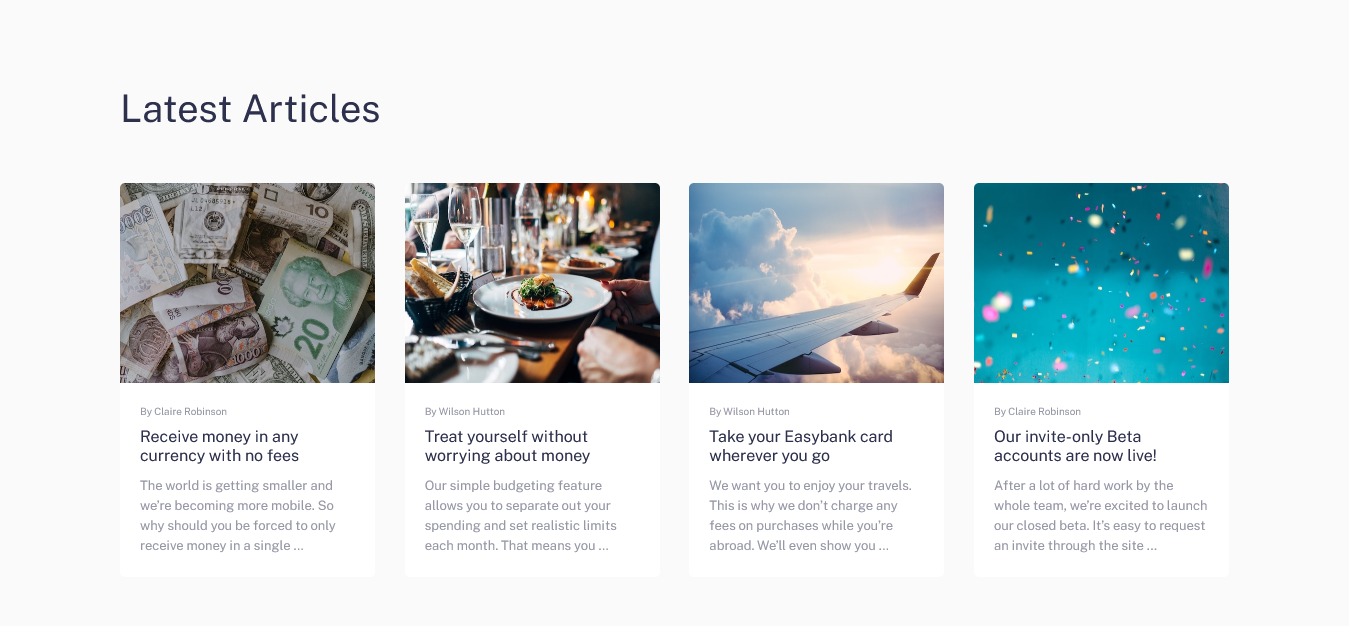 Latest Articles
10
20
1000
By Claire Robinson
Receive money in any
currency with no fees
The world is getting smaller and
we're becoming more mobile. So
why should you be forced to only
receive money in a single …
By Wilson Hutton
Treat yourself without
worrying about money
Our simple budgeting feature
allows you to separate out your
spending and set realistic limits
each month. That means you …
By Wilson Hutton
Take your Easybank card
wherever you go
We want you to enjoy your travels.
This is why we don't charge any
fees on purchases while you're
abroad. We'll even show you …
By Claire Robinson
Our invite-only Beta
accounts are now live!
After a lot of hard work by the
whole team, we're excited to launch
our closed beta. It's easy to request
an invite through the site …